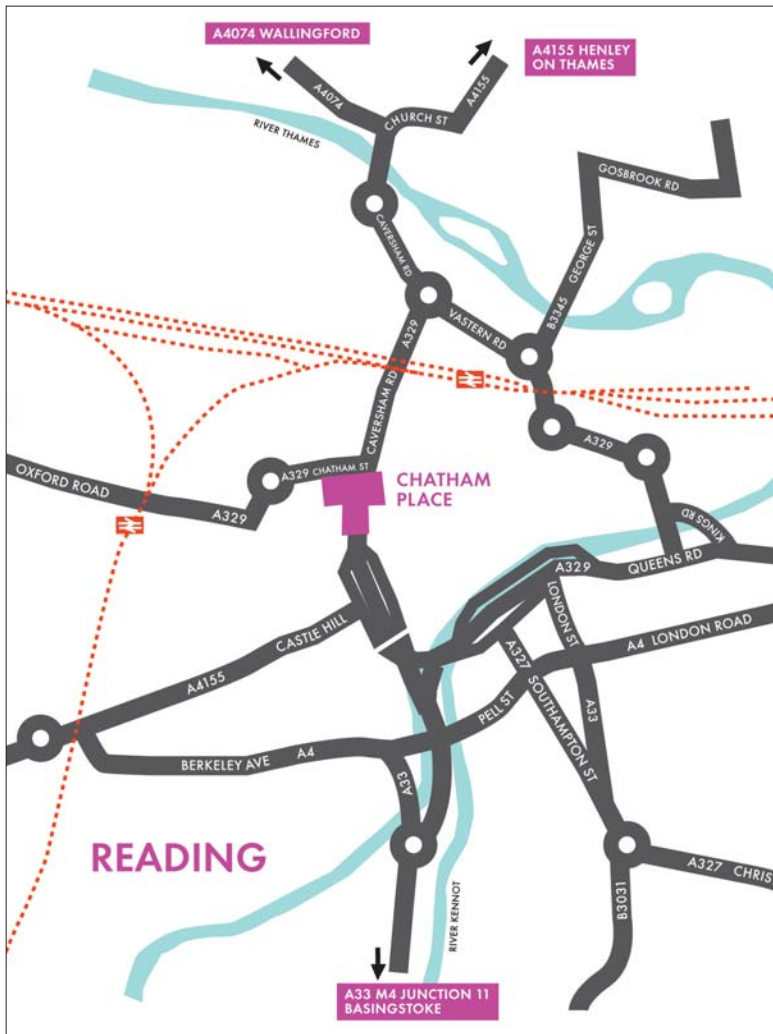 A4074 WALLINGFORD
A4155 HENLEY
ON THAMES
A4074
CHURCH ST
A4155
RIVER THAMES
GOSBROOK RD
CAVERSHAM RD
GEORGE ST
B3345
VASTERN RD
A329
CAVERSHAM RD
A329
A329 CHATHAM ST
OXFORD ROAD
A329
CHATHAM
PLACE
KINGS RD
QUEENS RD
A329
LONDON ST
A4 LONDON ROAD
CASTLE HILL
A4155
A327
SOUTHAMPTON ST
A33
PELL ST
BERKELEY AVE
A4
A33
READING
A327 CHRIS
B3031
RIVER KENNOT
A33 M4 JUNCTION 11
BASINGSTOKE